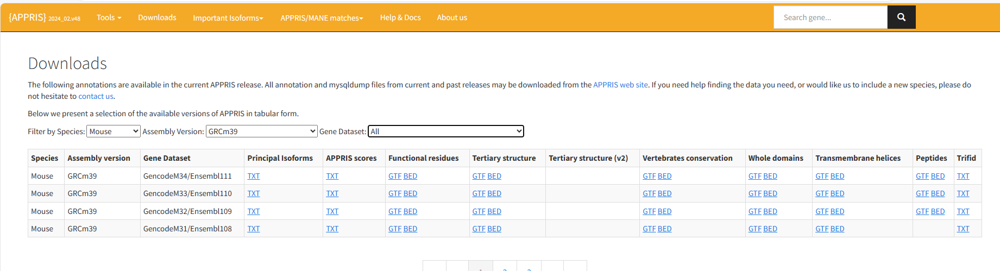 {APPRIS} 2024_02.v48 Tools Downloads Important Isoforms APPRIS/MANE matches Help & Docs About us Search gene...
Downloads
The following annotations are available in the current APPRIS release. All annotation and mysqldump files from current and past releases may be downloaded from the APPRIS web site. If you need help finding the data you need, or would like us to include a new species, please do
not hesitate to contact us.
Below we present a selection of the available versions of APPRIS in tabular form.
Filter by Species: Mouse Assembly Version: GRCm39 Gene Dataset: All
Species Assembly version Gene Dataset Principal Isoforms APPRIS scores Functional residues Tertiary structure Tertiary structure (v2) Vertebrates conservation Whole domains Transmembrane helices Peptides Trifid
Mouse GRCm39 GencodeM34/Ensembl111 TXT TXT GTF BED GTF BED GTF BED GTF BED GTF BED GTF BED TXT
Mouse GRCm39 GencodeM33/Ensembl110 TXT TXT GTF BED GTF BED GTF BED GTF BED GTF BED GTF BED TXT
Mouse GRCm39 GencodeM32/Ensembl109 TXT TXT GTF BED GTF BED GTF BED GTF BED GTF BED GTF BED TXT
Mouse GRCm39 GencodeM31/Ensembl108 TXT TXT GTF BED GTF BED GTF BED GTF BED GTF BED TXT